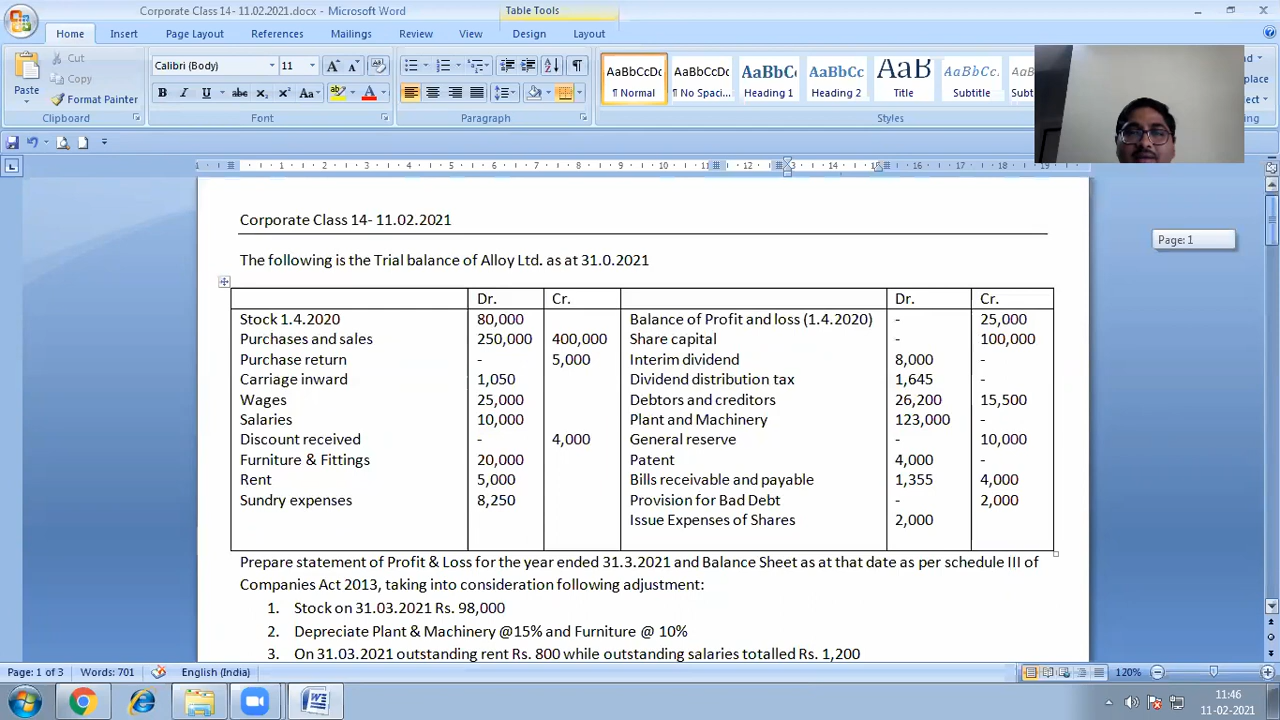 Corporate Class 14- 11.02.2021.docx - Microsoft Word
Table Tools
Home Insert Page Layout References Mailings Review View Design Layout
Cut
Copy
Format Painter
Paste
Clipboard
Calibri (Body) 11
Font
Paragraph
AaBbCcDc AaBbCcDc AaBbC AaBbCc AaB AaBbCc.
¶ Normal ¶ No Spaci... Heading 1 Heading 2 Title Subtitle
Styles
Page: 1
Corporate Class 14- 11.02.2021
The following is the Trial balance of Alloy Ltd. as at 31.0.2021
Dr. Cr. Dr. Cr.
Stock 1.4.2020 80,000 Balance of Profit and loss (1.4.2020) - 25,000
Purchases and sales 250,000 400,000 Share capital - 100,000
Purchase return - 5,000 Interim dividend 8,000 -
Carriage inward 1,050 Dividend distribution tax 1,645 -
Wages 25,000 Debtors and creditors 26,200 15,500
Salaries 10,000 Plant and Machinery 123,000 -
Discount received - 4,000 General reserve - 10,000
Furniture & Fittings 20,000 Patent 4,000 -
Rent 5,000 Bills receivable and payable 1,355 4,000
Sundry expenses 8,250 Provision for Bad Debt - 2,000
Issue Expenses of Shares 2,000
Prepare statement of Profit & Loss for the year ended 31.3.2021 and Balance Sheet as at that date as per schedule III of
Companies Act 2013, taking into consideration following adjustment:
1. Stock on 31.03.2021 Rs. 98,000
2. Depreciate Plant & Machinery @15% and Furniture @ 10%
3. On 31.03.2021 outstanding rent Rs. 800 while outstanding salaries totalled Rs. 1,200
Page: 1 of 3 Words: 701 English (India) 120%
11:46
11-02-2021